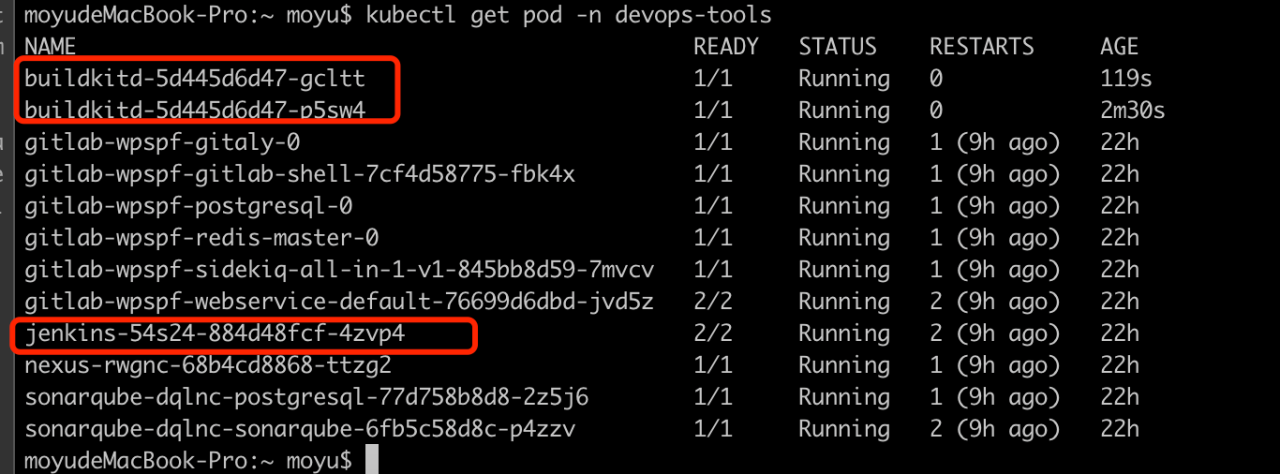 moyudeMacBook-Pro:~ moyu$ kubectl get pod -n devops-tools
NAME READY STATUS RESTARTS AGE
buildkitd-5d445d6d47-gcltt 1/1 Running 0 119s
buildkitd-5d445d6d47-p5sw4 1/1 Running 0 2m30s
gitlab-wpspf-gitaly-0 1/1 Running 1 (9h ago) 22h
gitlab-wpspf-gitlab-shell-7cf4d58775-fbk4x 1/1 Running 1 (9h ago) 22h
gitlab-wpspf-postgresql-0 1/1 Running 1 (9h ago) 22h
gitlab-wpspf-redis-master-0 1/1 Running 1 (9h ago) 22h
gitlab-wpspf-sidekiq-all-in-1-v1-845bb8d59-7mvcv 1/1 Running 1 (9h ago) 22h
gitlab-wpspf-webservice-default-76699d6dbd-jvd5z 2/2 Running 2 (9h ago) 22h
jenkins-54s24-884d48fcf-4zvp4 2/2 Running 2 (9h ago) 22h
nexus-rwgnc-68b4cd8868-ttzg2 1/1 Running 1 (9h ago) 22h
sonarqube-dqlnc-postgresql-77d758b8d8-2z5j6 1/1 Running 1 (9h ago) 22h
sonarqube-dqlnc-sonarqube-6fb5c58d8c-p4zzv 1/1 Running 2 (9h ago) 22h
moyudeMacBook-Pro:~ moyu$